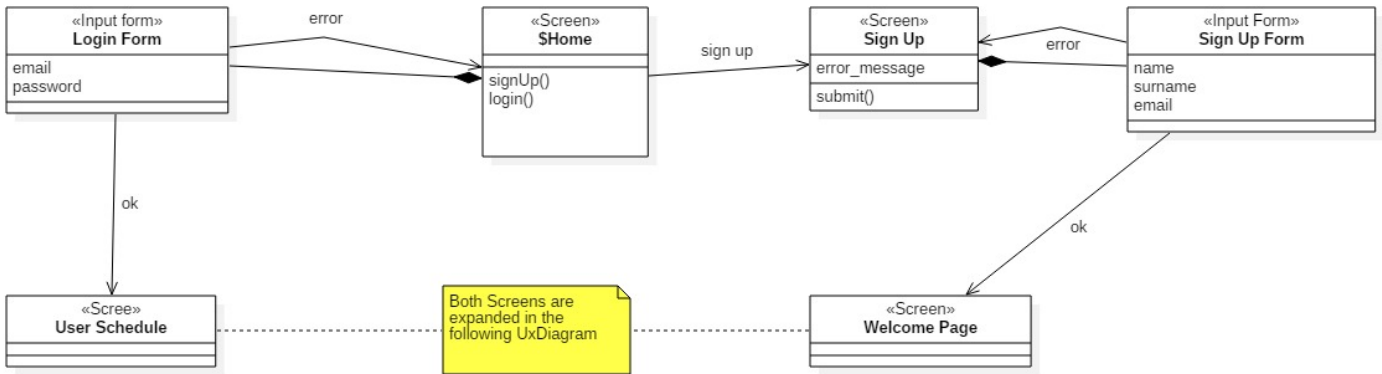 «Input form»
Login Form
email
password
error
«Screen»
$Home
signUp()
login()
sign up
«Screen»
Sign Up
error_message
submit()
error
«Input Form»
Sign Up Form
name
surname
email
ok
ok
«Scree»
User Schedule
Both Screens are
expanded in the
following UxDiagram
«Screen»
Welcome Page